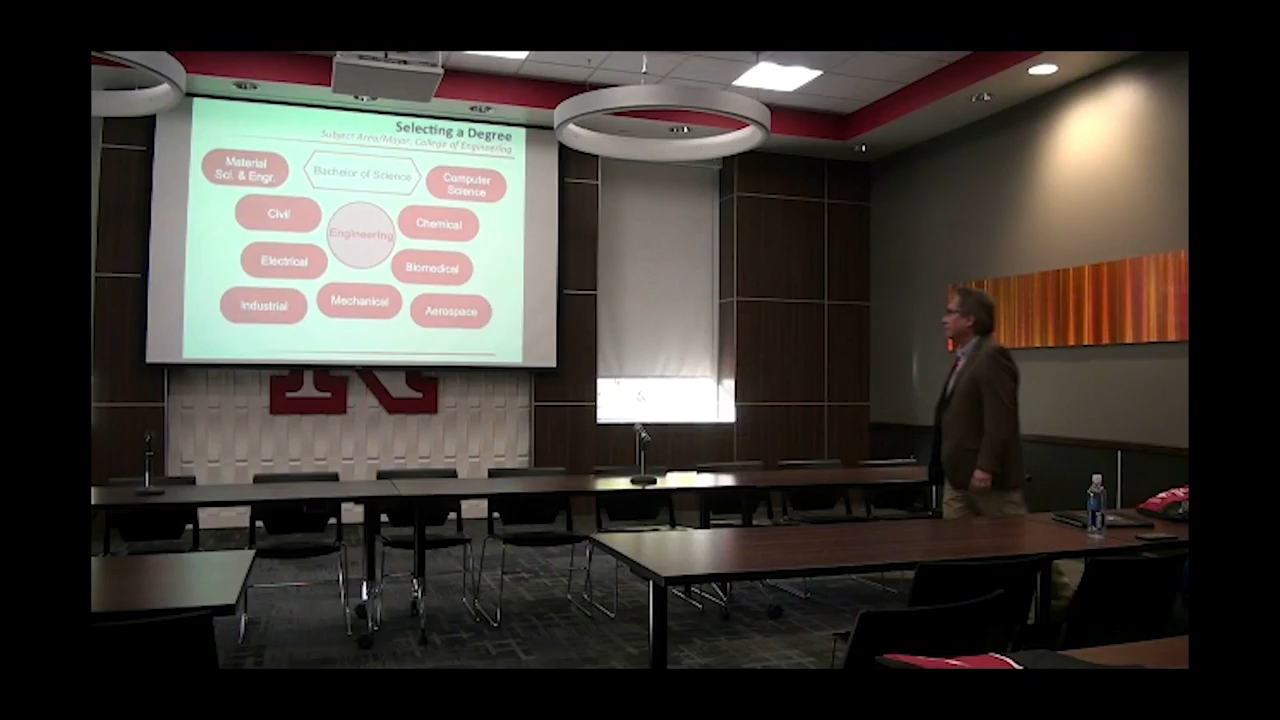 Selecting a Degree
Subject Area/Major: College of Engineering
Material
Sci. & Engr.
Bachelor of Science
Computer
Science
Civil
Engineering
Chemical
Electrical
Biomedical
Industrial
Mechanical
Aerospace